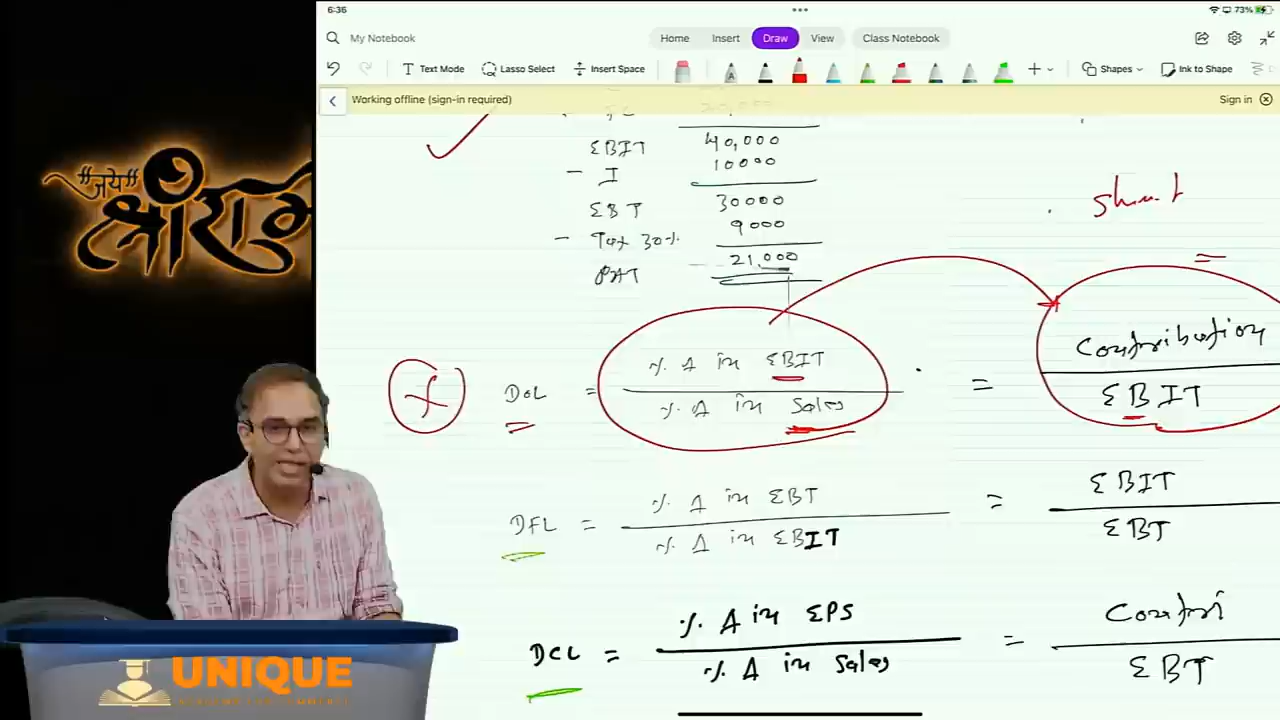 6:36
73%
My Notebook
Home Insert Draw View Class Notebook
Text Mode Lasso Select Insert Space Shapes Ink to Shape
Working offline (sign-in required) Sign in
EBIT 40,000
- I 10000
EBT 30000
- Tax 30% 9000
PAT 21,000
DOL = % Δ in EBIT / % Δ in Sales = Contribution / EBIT
DFL = % Δ in EBT / % Δ in EBIT = EBIT / EBT
DCL = % Δ in EPS / % Δ in Sales = Contri / EBT
#जय# श्री राम
UNIQUE